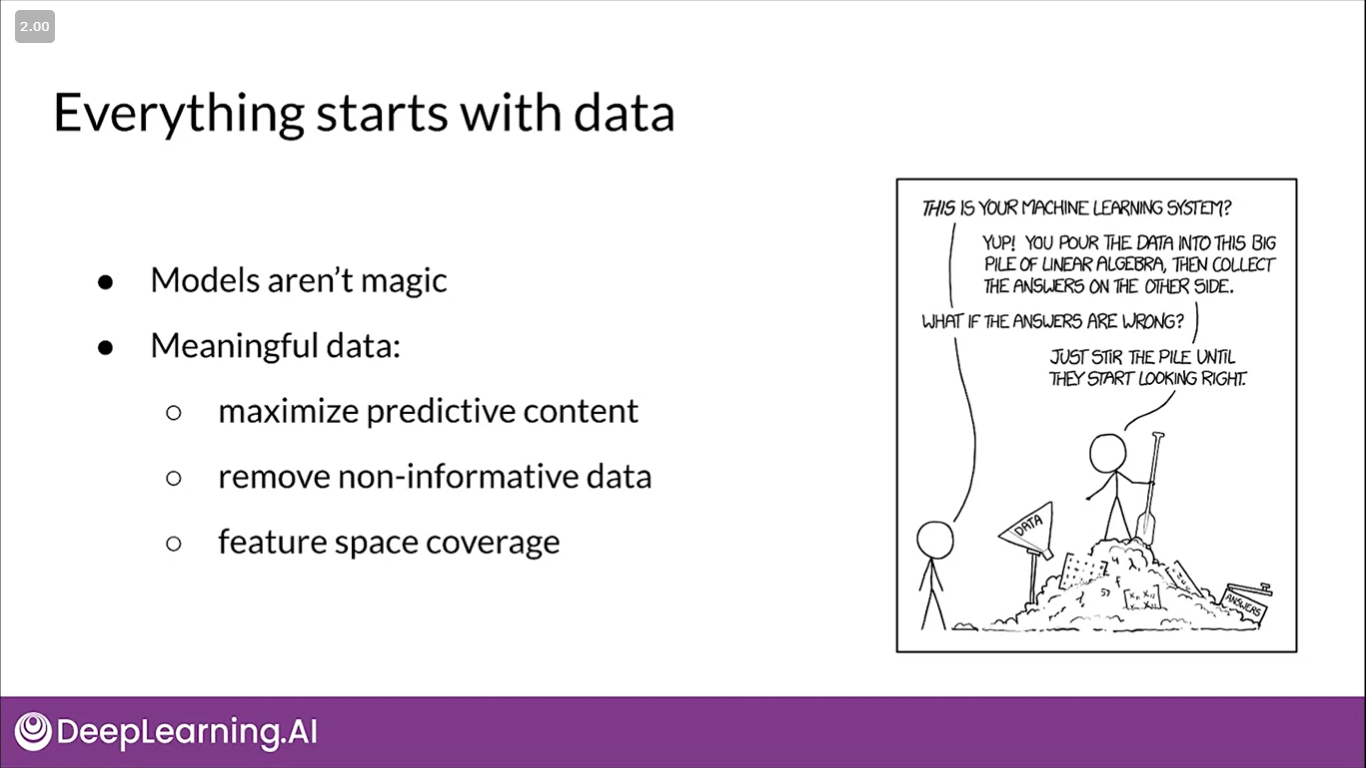 2.00
Everything starts with data
● Models aren’t magic
● Meaningful data:
○ maximize predictive content
○ remove non-informative data
○ feature space coverage
THIS IS YOUR MACHINE LEARNING SYSTEM?
YUP! YOU POUR THE DATA INTO THIS BIG
PILE OF LINEAR ALGEBRA, THEN COLLECT
THE ANSWERS ON THE OTHER SIDE.
WHAT IF THE ANSWERS ARE WRONG?
JUST STIR THE PILE UNTIL
THEY START LOOKING RIGHT.
DATA
ANSWERS
DeepLearning.AI